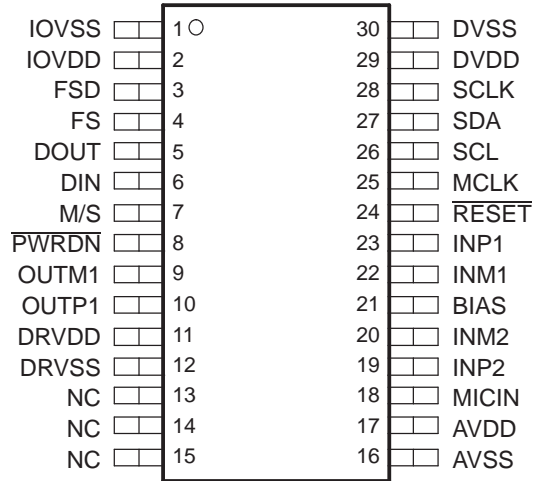 IOVSS 1 30 DVSS
IOVDD 2 29 DVDD
FSD 3 28 SCLK
FS 4 27 SDA
DOUT 5 26 SCL
DIN 6 25 MCLK
M/S 7 24 RESET
PWRDN 8 23 INP1
OUTM1 9 22 INM1
OUTP1 10 21 BIAS
DRVDD 11 20 INM2
DRVSS 12 19 INP2
NC 13 18 MICIN
NC 14 17 AVDD
NC 15 16 AVSS